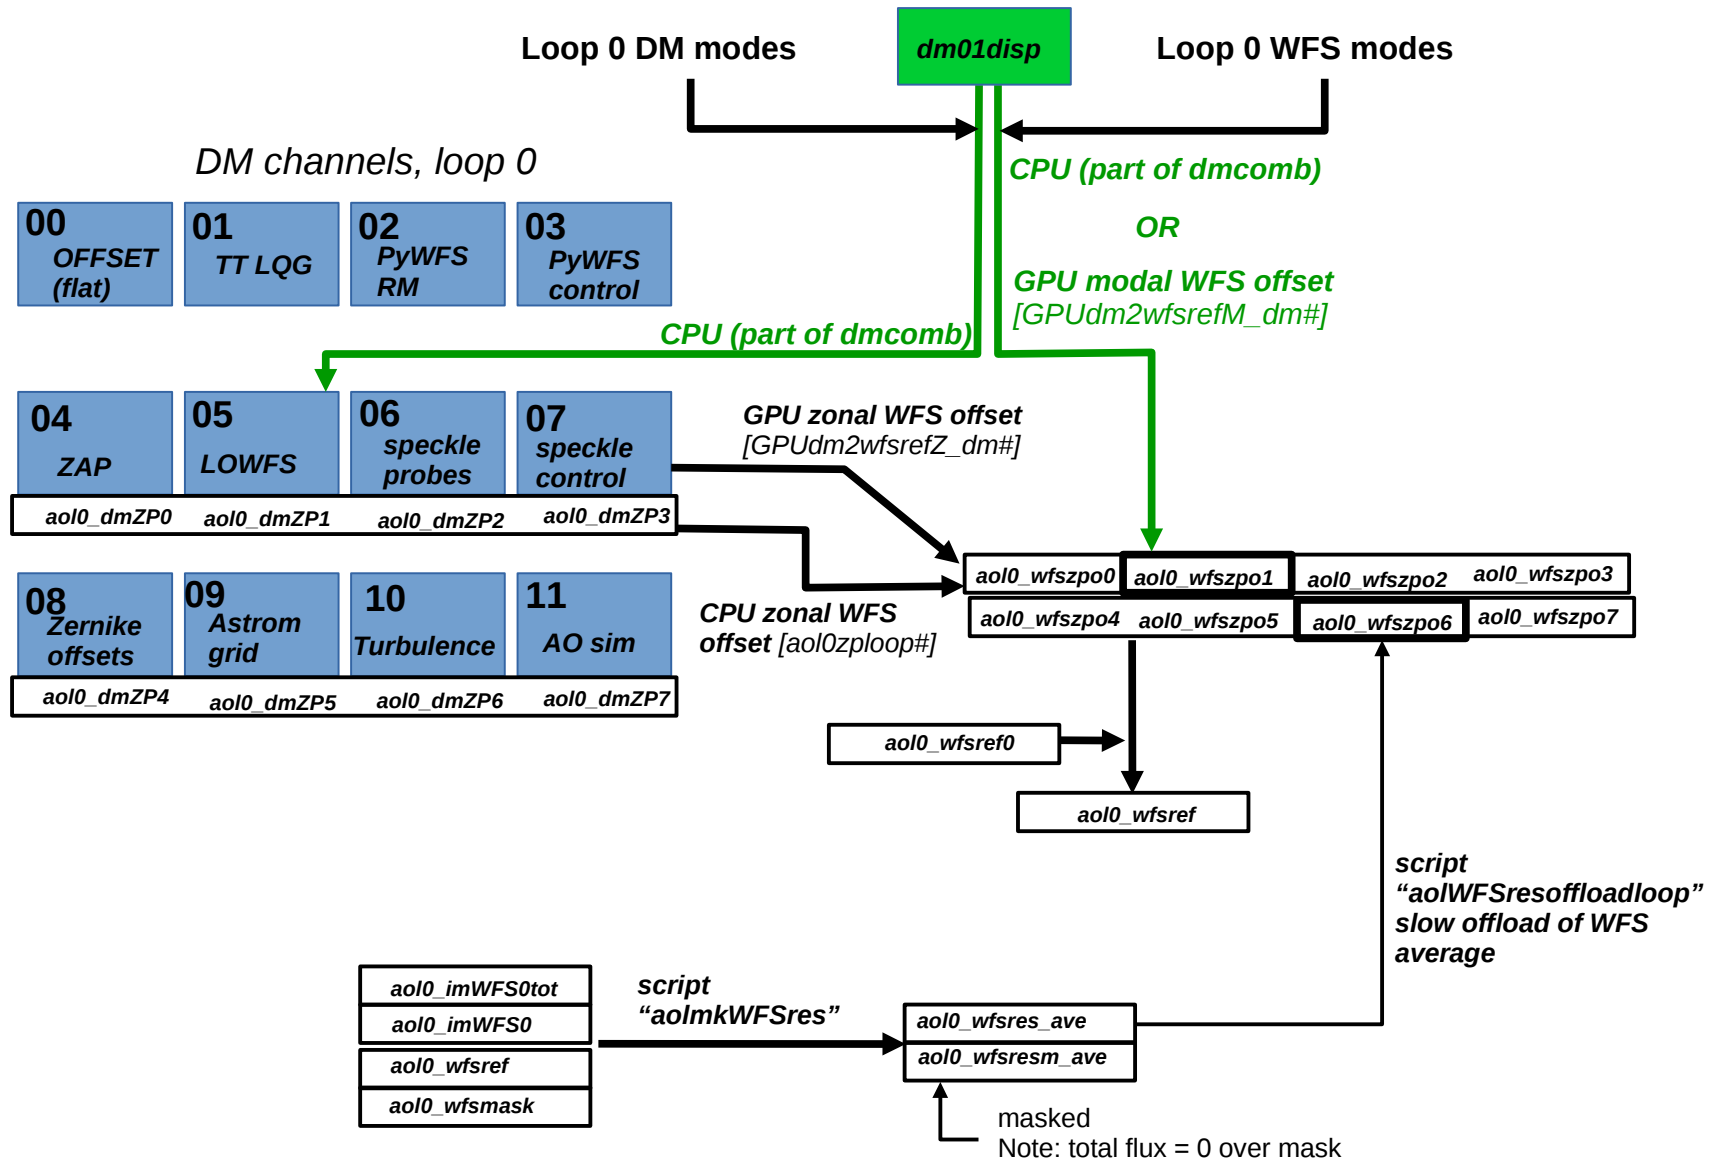 Loop 0 DM modes
dm01disp
Loop 0 WFS modes
DM channels, loop 0
CPU (part of dmcomb)
OR
GPU modal WFS offset
[GPUdm2wfsrefM_dm#]
00
OFFSET
(flat)
01
TT LQG
02
PyWFS
RM
03
PyWFS
control
CPU (part of dmcomb)
04
ZAP
05
LOWFS
06
speckle
probes
07
speckle
control
aol0_dmZP0
aol0_dmZP1
aol0_dmZP2
aol0_dmZP3
GPU zonal WFS offset
[GPUdm2wfsrefZ_dm#]
08
Zernike
offsets
09
Astrom
grid
10
Turbulence
11
AO sim
aol0_dmZP4
aol0_dmZP5
aol0_dmZP6
aol0_dmZP7
CPU zonal WFS
offset [aol0zploop#]
aol0_wfszpo0
aol0_wfszpo1
aol0_wfszpo2
aol0_wfszpo3
aol0_wfszpo4
aol0_wfszpo5
aol0_wfszpo6
aol0_wfszpo7
aol0_wfsref0
aol0_wfsref
script
“aolWFSresoffloadloop”
slow offload of WFS
average
aol0_imWFS0tot
aol0_imWFS0
aol0_wfsref
aol0_wfsmask
script
“aolmkWFSres”
aol0_wfsres_ave
aol0_wfsresm_ave
masked
Note: total flux = 0 over mask